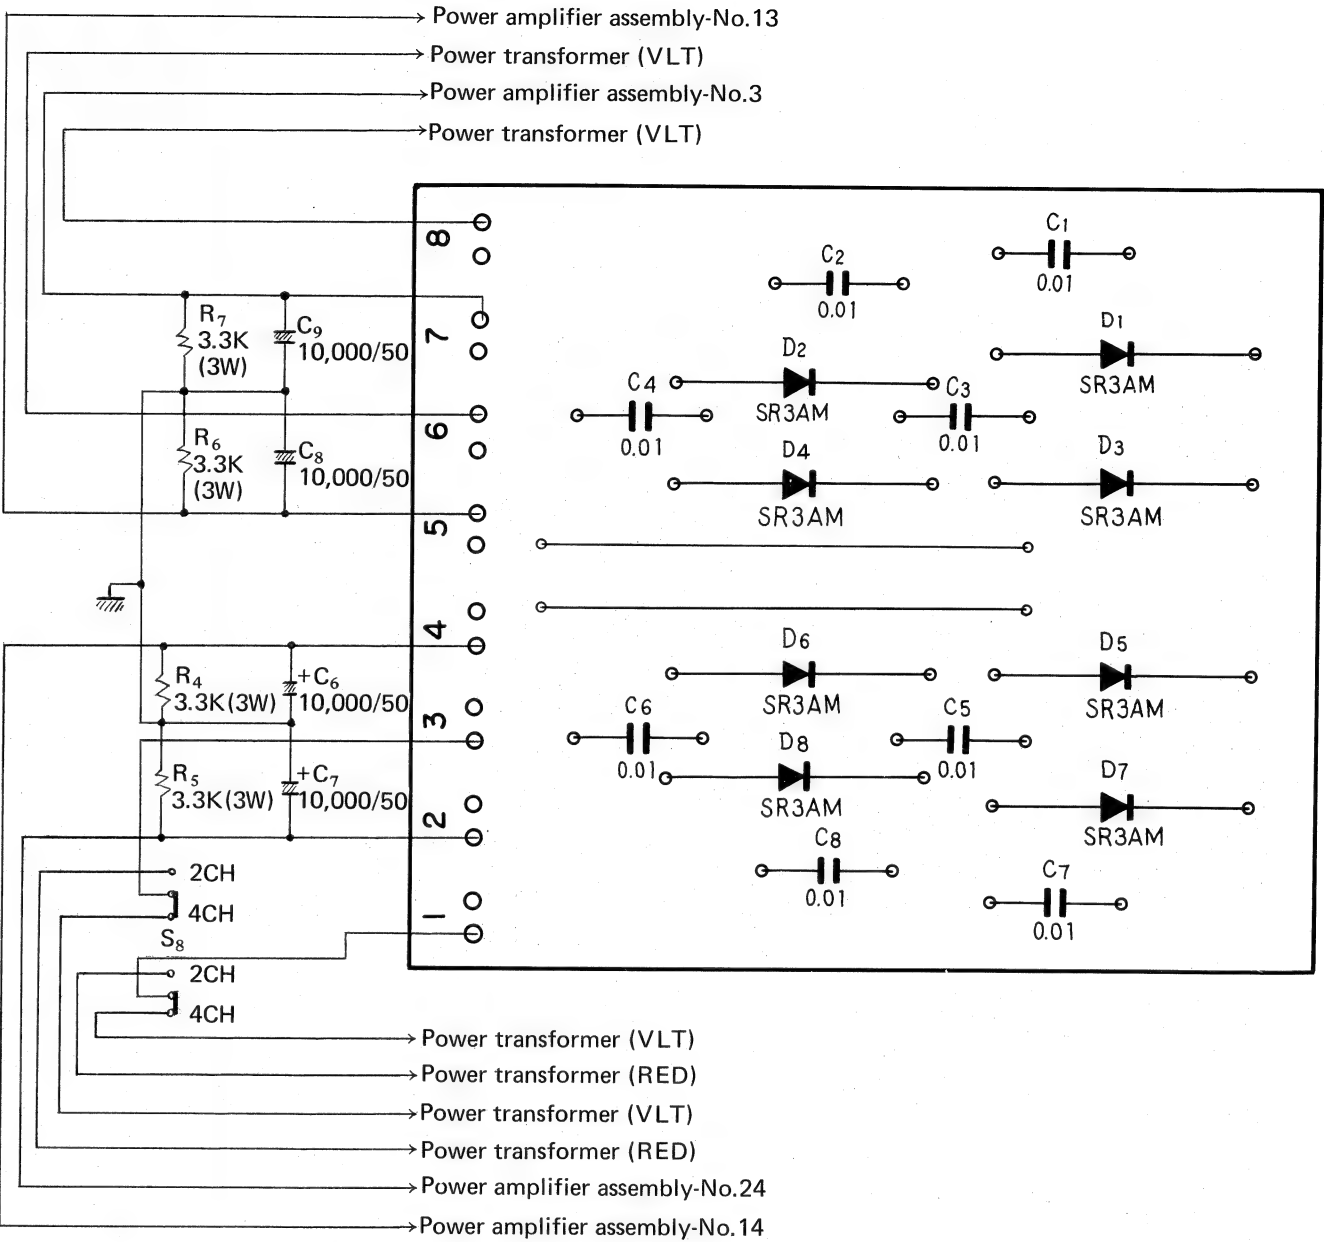 Power amplifier assembly-No.13
Power transformer (VLT)
Power amplifier assembly-No.3
Power transformer (VLT)
8
7
6
5
4
3
2
1
R7
3.3K
(3W)
C9
10,000/50
R6
3.3K
(3W)
C8
10,000/50
R4
3.3K(3W)
+C6
10,000/50
R5
3.3K(3W)
+C7
10,000/50
2CH
4CH
S8
2CH
4CH
C1
0.01
C2
0.01
D1
SR3AM
D2
SR3AM
C4
0.01
C3
0.01
D4
SR3AM
D3
SR3AM
D6
SR3AM
D5
SR3AM
C6
0.01
C5
0.01
D8
SR3AM
D7
SR3AM
C8
0.01
C7
0.01
Power transformer (VLT)
Power transformer (RED)
Power transformer (VLT)
Power transformer (RED)
Power amplifier assembly-No.24
Power amplifier assembly-No.14